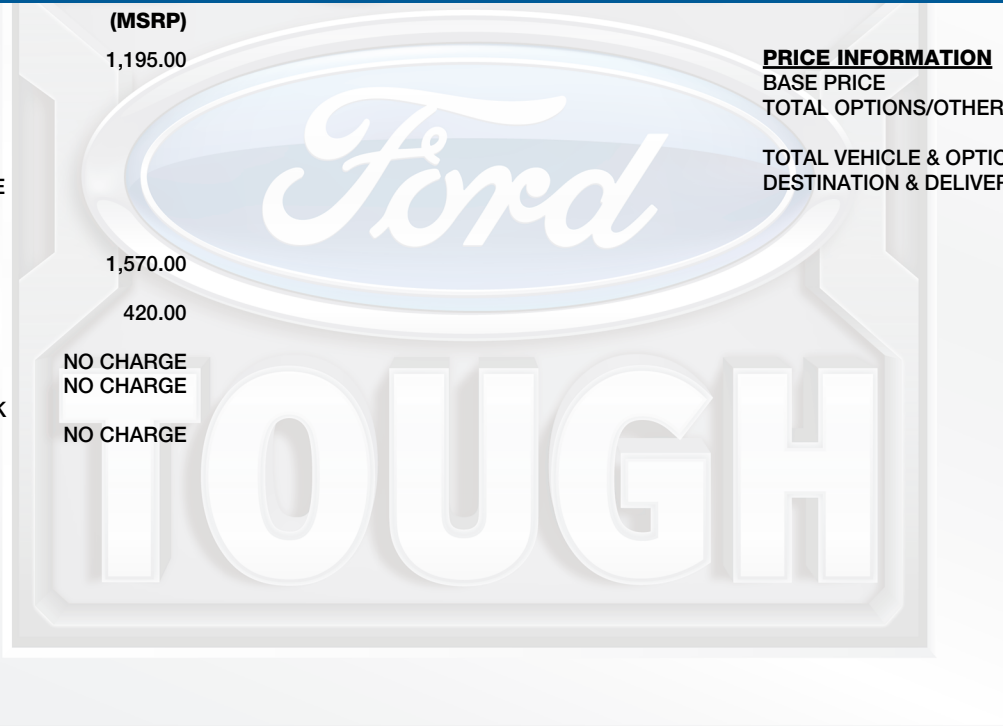 (MSRP)
1,195.00
E
1,570.00
420.00
NO CHARGE
NO CHARGE
K
NO CHARGE
PRICE INFORMATION
BASE PRICE
TOTAL OPTIONS/OTHER
TOTAL VEHICLE & OPTIO
DESTINATION & DELIVER
Ford
TOUGH